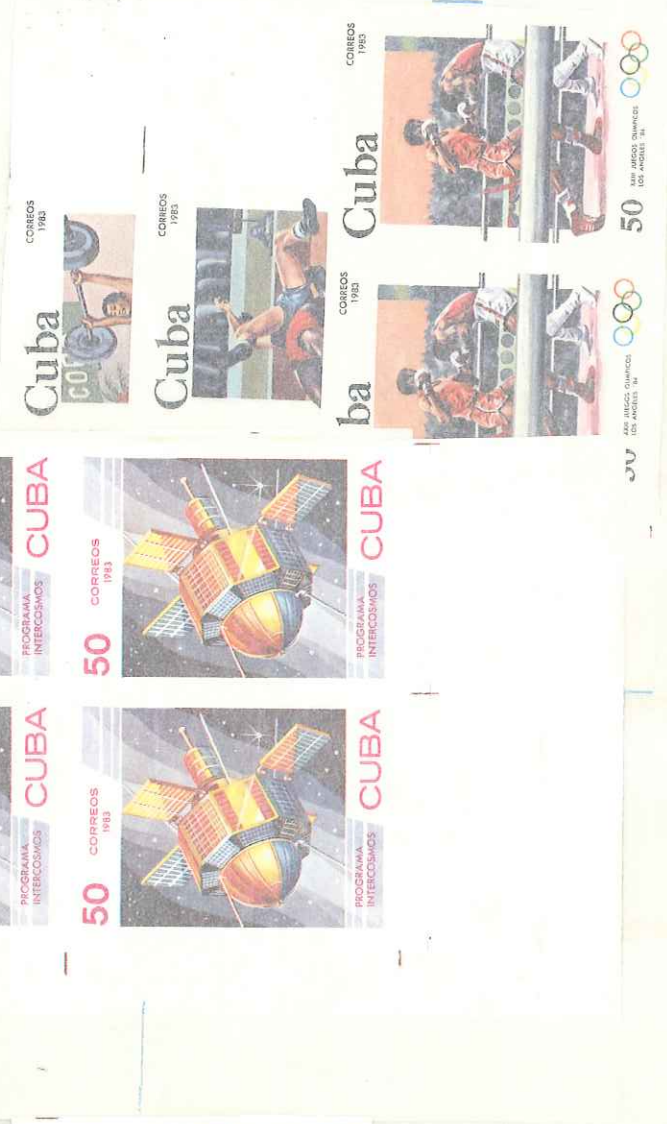 CORREOS
1983
Cuba
COR
CORREOS
1983
Cuba
CORREOS
1983
Cuba
50
XXIII JUEGOS OLIMPICOS
LOS ANGELES '84
CORREOS
1983
ba
XXIII JUEGOS OLIMPICOS
LOS ANGELES '84
PROGRAMA
INTERCOSMOS
CUBA
50
CORREOS
1983
PROGRAMA
INTERCOSMOS
CUBA
PROGRAMA
INTERCOSMOS
CUBA
50
CORREOS
1983
PROGRAMA
INTERCOSMOS
CUBA